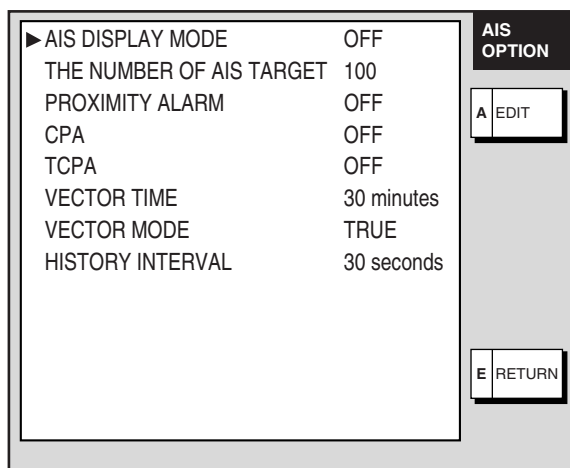 ▶AIS DISPLAY MODE OFF
THE NUMBER OF AIS TARGET 100
PROXIMITY ALARM OFF
CPA OFF
TCPA OFF
VECTOR TIME 30 minutes
VECTOR MODE TRUE
HISTORY INTERVAL 30 seconds
AIS
OPTION
A EDIT
E RETURN